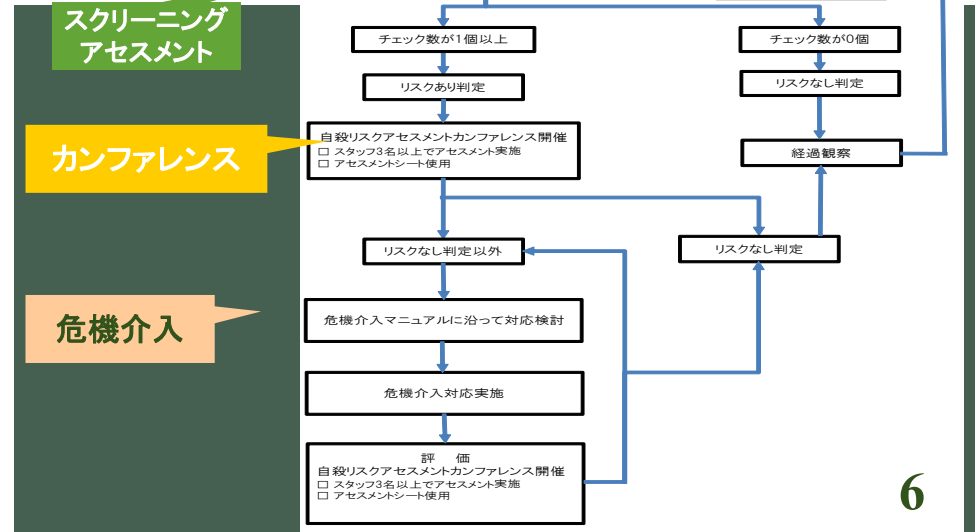 スクリーニング
アセスメント
チェック数が1個以上
チェック数が0個
リスクあり判定
リスクなし判定
カンファレンス
自殺リスクアセスメントカンファレンス開催
□ スタッフ3名以上でアセスメント実施
□ アセスメントシート使用
経過観察
リスクなし判定以外
リスクなし判定
危機介入
危機介入マニュアルに沿って対応検討
危機介入対応実施
評 価
自殺リスクアセスメントカンファレンス開催
□ スタッフ3名以上でアセスメント実施
□ アセスメントシート使用
6